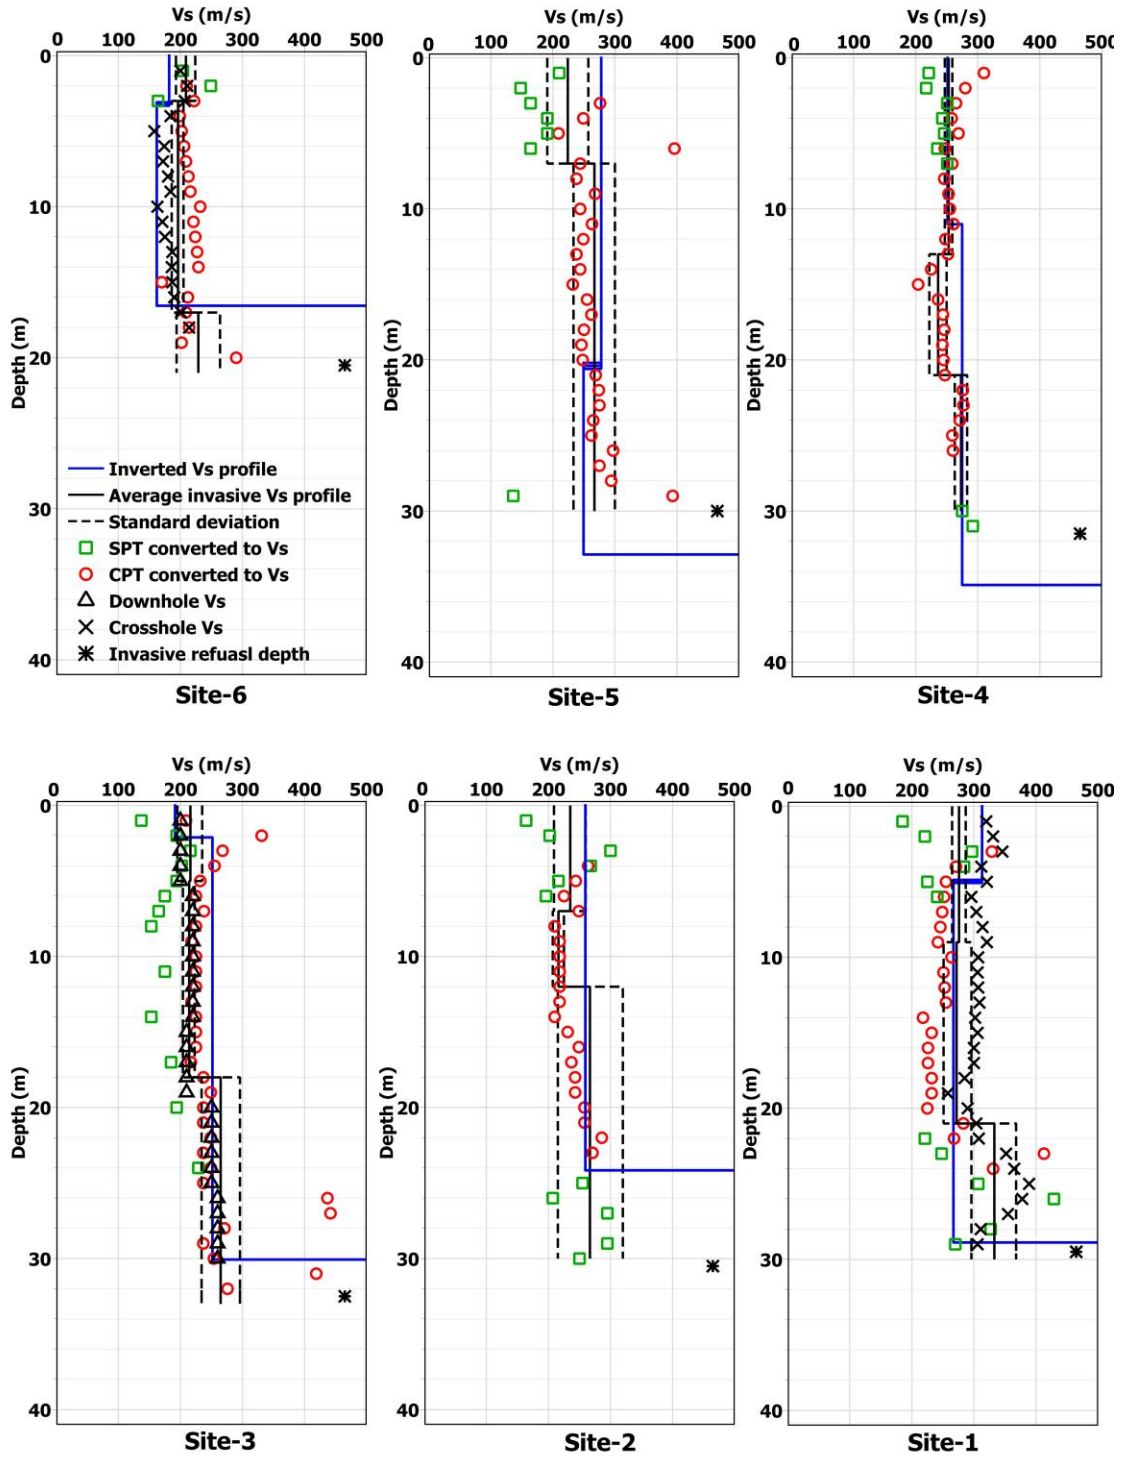 Vs (m/s)
0 100 200 300 400 500
0
10
20
30
40
Depth (m)
Inverted Vs profile
Average invasive Vs profile
Standard deviation
SPT converted to Vs
CPT converted to Vs
Downhole Vs
Crosshole Vs
Invasive refuasl depth
Site-6
Vs (m/s)
0 100 200 300 400 500
0
10
20
30
40
Depth (m)
Site-5
Vs (m/s)
0 100 200 300 400 500
0
10
20
30
40
Depth (m)
Site-4
Vs (m/s)
0 100 200 300 400 500
0
10
20
30
40
Depth (m)
Site-3
Vs (m/s)
0 100 200 300 400 500
0
10
20
30
40
Depth (m)
Site-2
Vs (m/s)
0 100 200 300 400 500
0
10
20
30
40
Depth (m)
Site-1